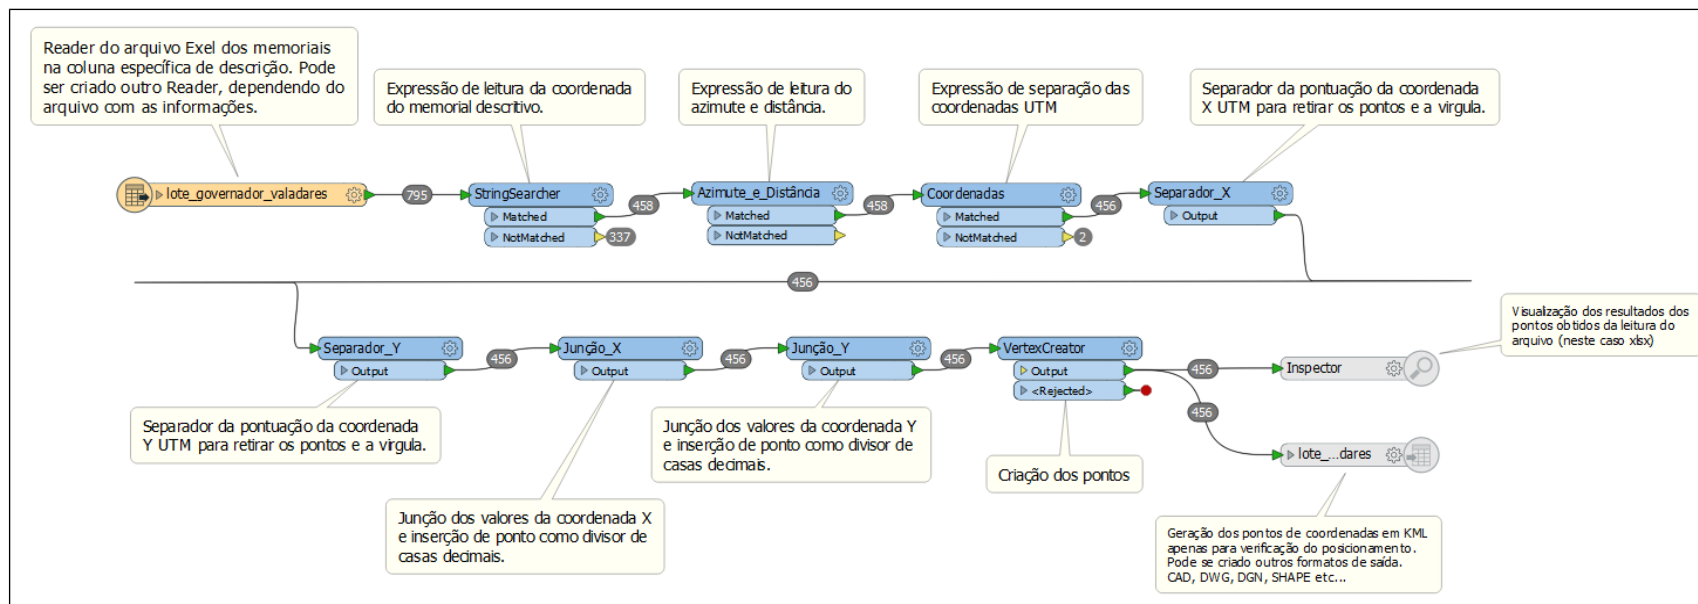 Reader do arquivo Exel dos memoriais
na coluna específica de descrição. Pode
ser criado outro Reader, dependendo do
arquivo com as informações.
Expressão de leitura da coordenada
do memorial descritivo.
Expressão de leitura do
azimute e distância.
Expressão de separação das
coordenadas UTM
Separador da pontuação da coordenada
X UTM para retirar os pontos e a virgula.
lote_governador_valadares
795
StringSearcher
Matched
NotMatched
337
458
Azimute_e_Distância
Matched
NotMatched
458
Coordenadas
Matched
NotMatched
2
456
Separador_X
Output
456
Separador_Y
Output
456
Junção_X
Output
456
Junção_Y
Output
456
VertexCreator
Output
<Rejected>
456
Inspector
456
lote_...dares
Visualização dos resultados dos
pontos obtidos da leitura do
arquivo (neste caso xlsx)
Separador da pontuação da coordenada
Y UTM para retirar os pontos e a virgula.
Junção dos valores da coordenada X
e inserção de ponto como divisor de
casas decimais.
Junção dos valores da coordenada Y
e inserção de ponto como divisor de
casas decimais.
Criação dos pontos
Geração dos pontos de coordenadas em KML
apenas para verificação do posicionamento.
Pode se criado outros formatos de saída.
CAD, DWG, DGN, SHAPE etc...